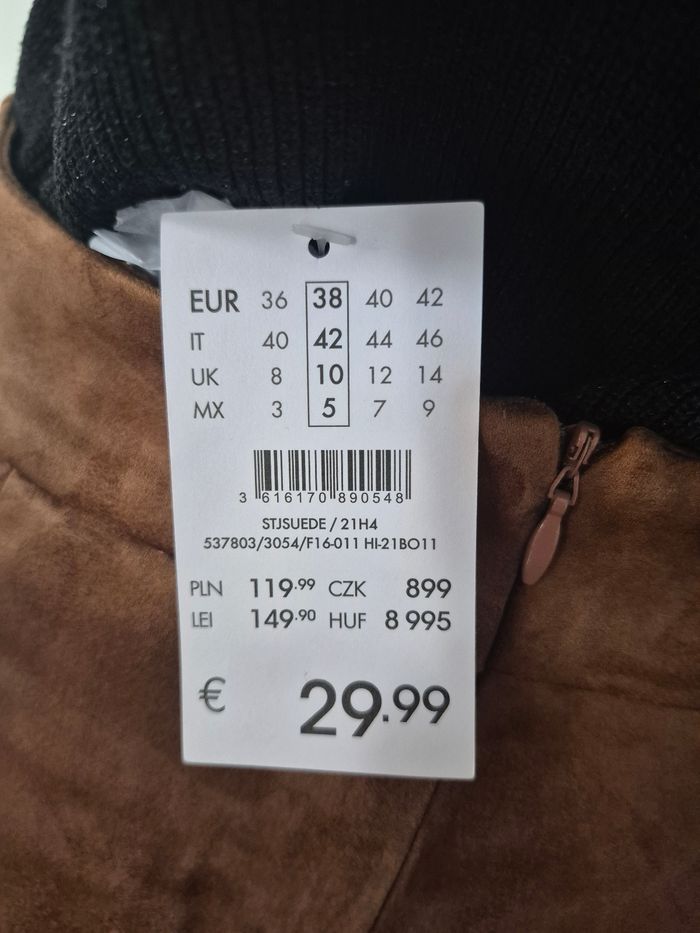 EUR 36 38 40 42
IT 40 42 44 46
UK 8 10 12 14
MX 3 5 7 9
3 616170 890548
STJSUEDE / 21H4
537803/3054/F16-011 HI-21BO11
PLN 119.99 CZK 899
LEI 149.90 HUF 8 995
€ 29.99